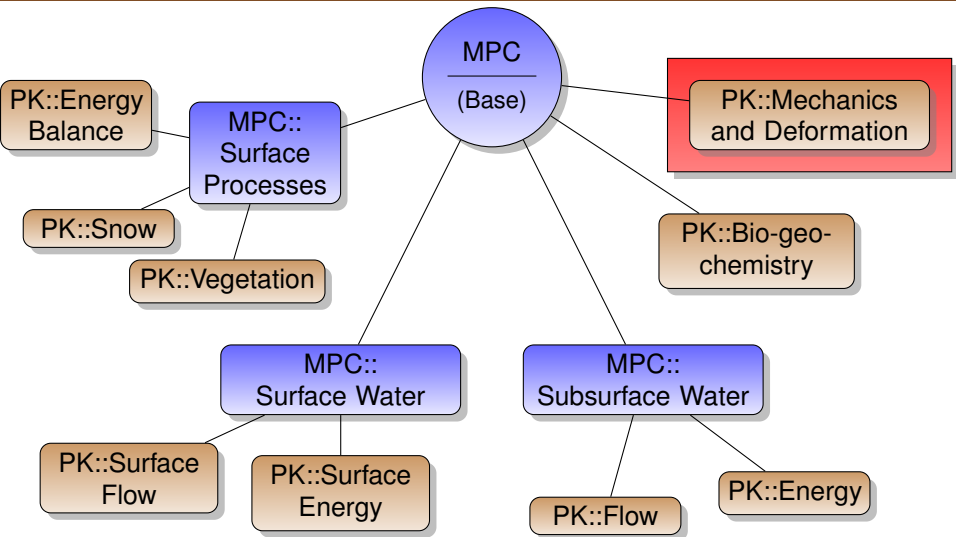 MPC
(Base)
PK::Energy
Balance
MPC::
Surface
Processes
PK::Mechanics
and Deformation
PK::Snow
PK::Vegetation
PK::Bio-geo-
chemistry
MPC::
Surface Water
MPC::
Subsurface Water
PK::Surface
Flow
PK::Surface
Energy
PK::Flow
PK::Energy